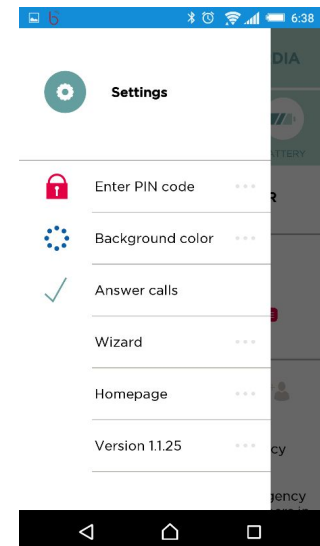 6:38
DIA
Settings
TTERY
Enter PIN code
R
Background color
Answer calls
Wizard
Homepage
Version 1.1.25
cy
gency